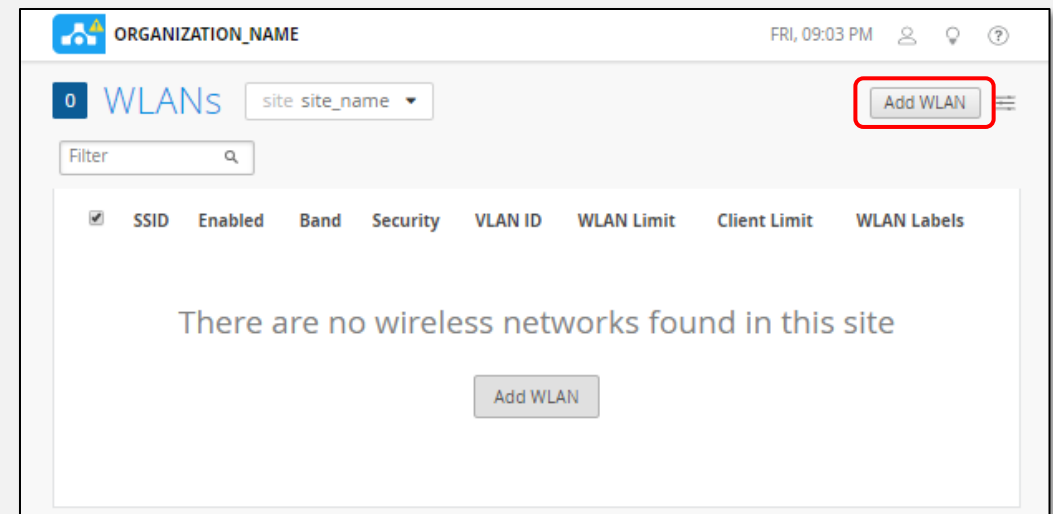 ORGANIZATION_NAME FRI, 09:03 PM ?
0 WLANs site site_name Add WLAN
Filter
SSID Enabled Band Security VLAN ID WLAN Limit Client Limit WLAN Labels
There are no wireless networks found in this site
Add WLAN